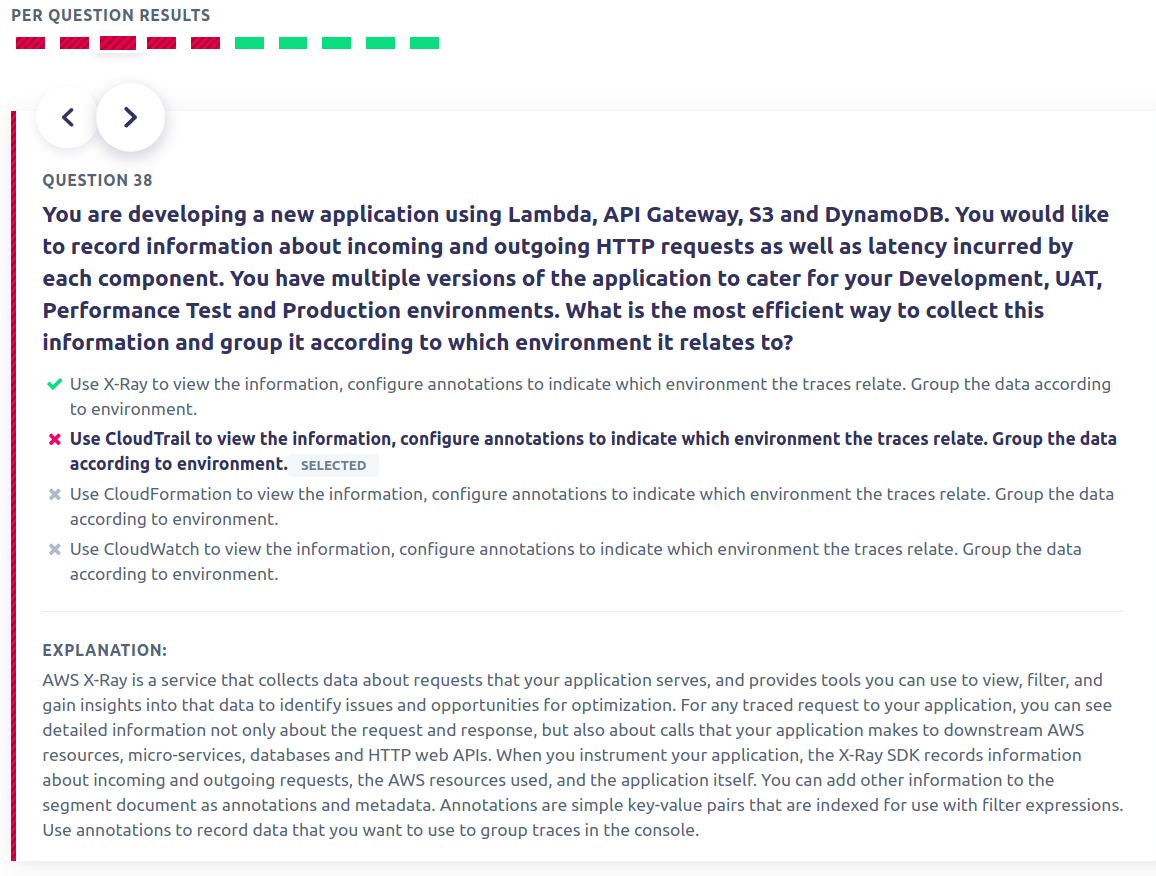 PER QUESTION RESULTS
QUESTION 38
You are developing a new application using Lambda, API Gateway, S3 and DynamoDB. You would like
to record information about incoming and outgoing HTTP requests as well as latency incurred by
each component. You have multiple versions of the application to cater for your Development, UAT,
Performance Test and Production environments. What is the most efficient way to collect this
information and group it according to which environment it relates to?
Use X-Ray to view the information, configure annotations to indicate which environment the traces relate. Group the data according
to environment.
Use CloudTrail to view the information, configure annotations to indicate which environment the traces relate. Group the data
according to environment. SELECTED
Use CloudFormation to view the information, configure annotations to indicate which environment the traces relate. Group the data
according to environment.
Use CloudWatch to view the information, configure annotations to indicate which environment the traces relate. Group the data
according to environment.
EXPLANATION:
AWS X-Ray is a service that collects data about requests that your application serves, and provides tools you can use to view, filter, and
gain insights into that data to identify issues and opportunities for optimization. For any traced request to your application, you can see
detailed information not only about the request and response, but also about calls that your application makes to downstream AWS
resources, micro-services, databases and HTTP web APIs. When you instrument your application, the X-Ray SDK records information
about incoming and outgoing requests, the AWS resources used, and the application itself. You can add other information to the
segment document as annotations and metadata. Annotations are simple key-value pairs that are indexed for use with filter expressions.
Use annotations to record data that you want to use to group traces in the console.